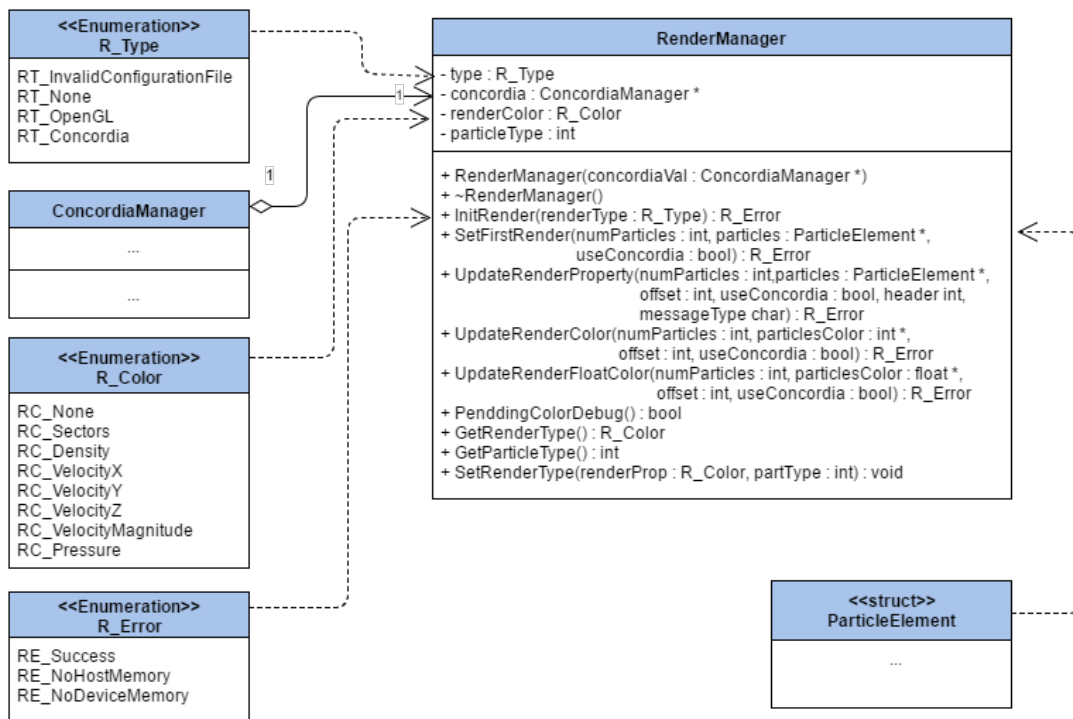 <<Enumeration>>
R_Type
RT_InvalidConfigurationFile
RT_None
RT_OpenGL
RT_Concordia
1
ConcordiaManager
...
...
<<Enumeration>>
R_Color
RC_None
RC_Sectors
RC_Density
RC_VelocityX
RC_VelocityY
RC_VelocityZ
RC_VelocityMagnitude
RC_Pressure
<<Enumeration>>
R_Error
RE_Success
RE_NoHostMemory
RE_NoDeviceMemory
1
RenderManager
- type : R_Type
- concordia : ConcordiaManager *
- renderColor : R_Color
- particleType : int
+ RenderManager(concordiaVal : ConcordiaManager *)
+ ~RenderManager()
+ InitRender(renderType : R_Type) : R_Error
+ SetFirstRender(numParticles : int, particles : ParticleElement *,
useConcordia : bool) : R_Error
+ UpdateRenderProperty(numParticles : int,particles : ParticleElement *,
offset : int, useConcordia : bool, header int,
messageType char) : R_Error
+ UpdateRenderColor(numParticles : int, particlesColor : int *,
offset : int, useConcordia : bool) : R_Error
+ UpdateRenderFloatColor(numParticles : int, particlesColor : float *,
offset : int, useConcordia : bool) : R_Error
+ PenddingColorDebug() : bool
+ GetRenderType() : R_Color
+ GetParticleType() : int
+ SetRenderType(renderProp : R_Color, partType : int) : void
<<struct>>
ParticleElement
...